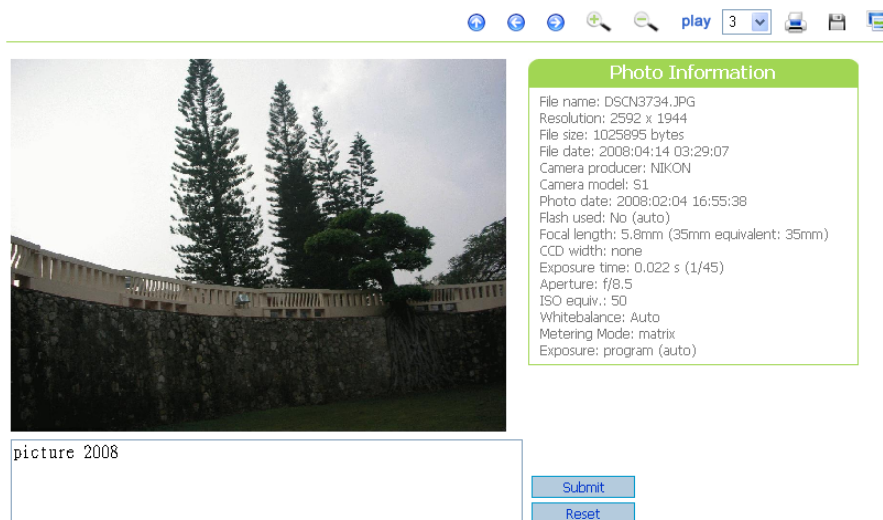 play 3
Photo Information
File name: DSCN3734.JPG
Resolution: 2592 x 1944
File size: 1025895 bytes
File date: 2008:04:14 03:29:07
Camera producer: NIKON
Camera model: S1
Photo date: 2008:02:04 16:55:38
Flash used: No (auto)
Focal length: 5.8mm (35mm equivalent: 35mm)
CCD width: none
Exposure time: 0.022 s (1/45)
Aperture: f/8.5
ISO equiv.: 50
Whitebalance: Auto
Metering Mode: matrix
Exposure: program (auto)
picture 2008
Submit
Reset